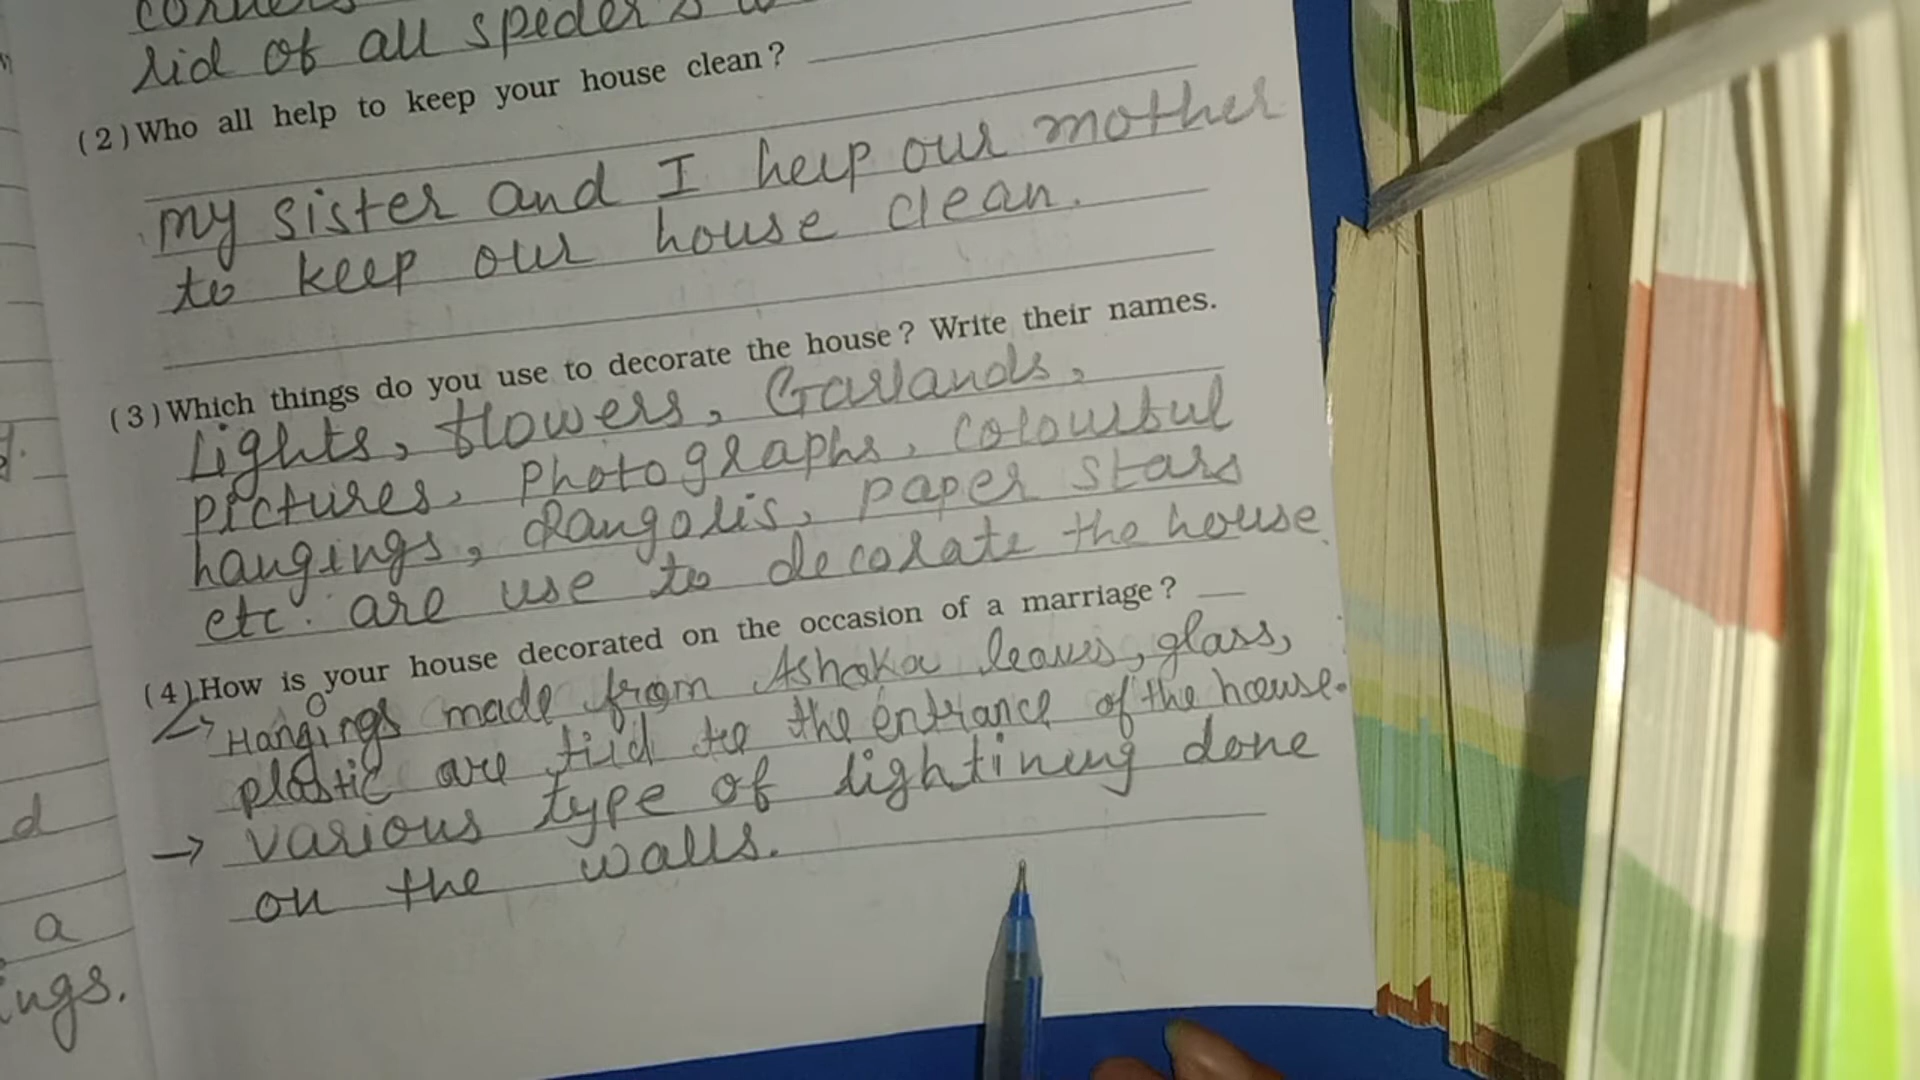 lid of all speder's
(2) Who all help to keep your house clean?
my sister and I help our mother
to keep our house clean.
(3) Which things do you use to decorate the house? Write their names.
Lights, flowers, Garlands,
pictures, photographs, colourful
hangings, Rangolis, paper stars
etc. are use to decorate the house.
(4) How is your house decorated on the occasion of a marriage?
→ Hangings made from Ashoka leaves, glass,
plastic are tied to the entrance of the house.
→ various type of lightining done
on the walls.
d
a
ngs.